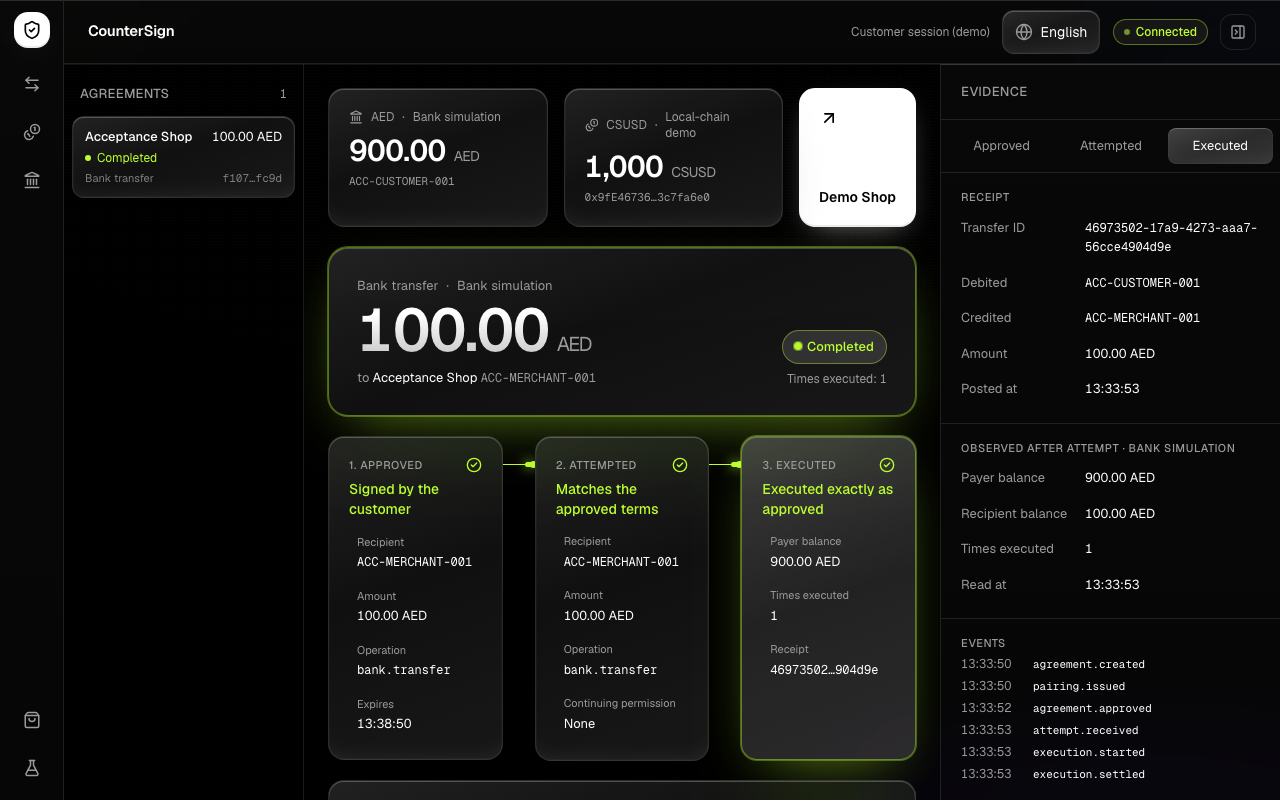 CounterSign
Customer session (demo)
English
Connected
AGREEMENTS 1
Acceptance Shop 100.00 AED
Completed
Bank transfer f107…fc9d
AED · Bank simulation
900.00 AED
ACC-CUSTOMER-001
CSUSD · Local-chain
demo
1,000 CSUSD
0x9fE46736…3c7fa6e0
Demo Shop
Bank transfer · Bank simulation
100.00 AED
to Acceptance Shop ACC-MERCHANT-001
Completed
Times executed: 1
1. APPROVED
Signed by the
customer
Recipient
ACC-MERCHANT-001
Amount
100.00 AED
Operation
bank.transfer
Expires
13:38:50
2. ATTEMPTED
Matches the
approved terms
Recipient
ACC-MERCHANT-001
Amount
100.00 AED
Operation
bank.transfer
Continuing permission
None
3. EXECUTED
Executed exactly as
approved
Payer balance
900.00 AED
Times executed
1
Receipt
46973502…904d9e
EVIDENCE
Approved Attempted Executed
RECEIPT
Transfer ID 46973502-17a9-4273-aaa7-
56cce4904d9e
Debited ACC-CUSTOMER-001
Credited ACC-MERCHANT-001
Amount 100.00 AED
Posted at 13:33:53
OBSERVED AFTER ATTEMPT · BANK SIMULATION
Payer balance 900.00 AED
Recipient balance 100.00 AED
Times executed 1
Read at 13:33:53
EVENTS
13:33:50 agreement.created
13:33:50 pairing.issued
13:33:52 agreement.approved
13:33:53 attempt.received
13:33:53 execution.started
13:33:53 execution.settled